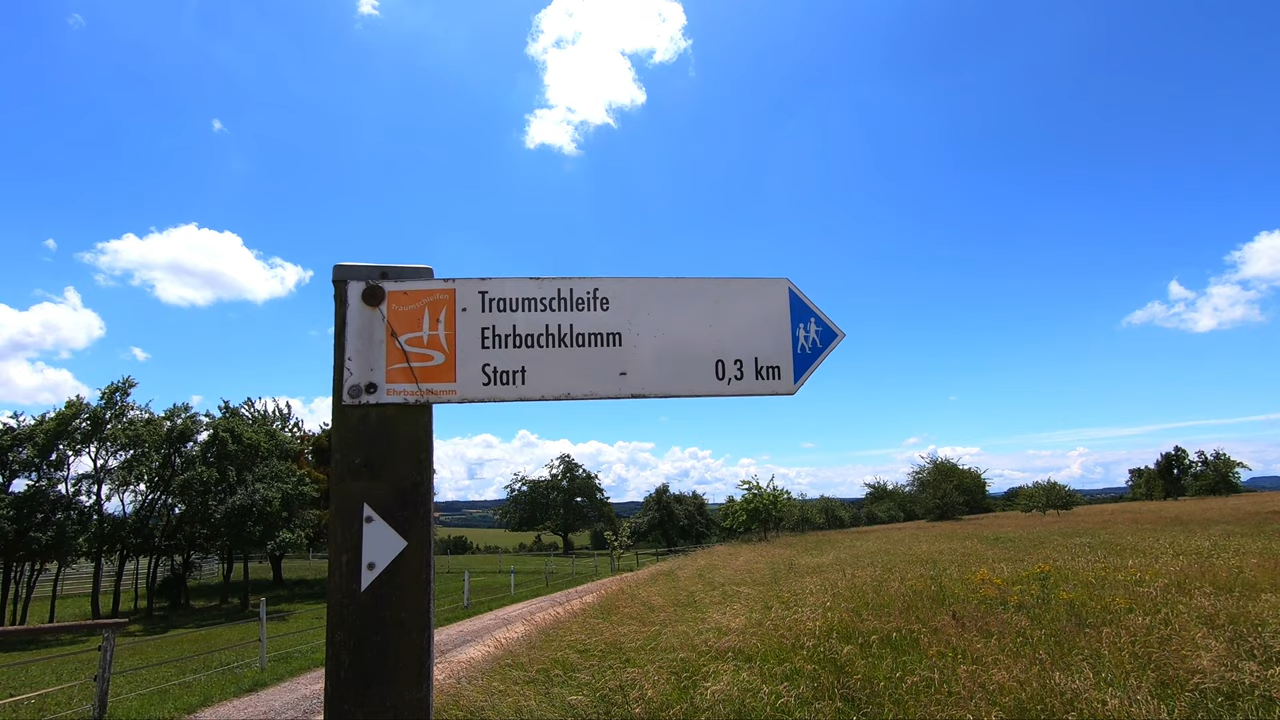 Traumschleifen
Ehrbachklamm
Traumschleife
Ehrbachklamm
Start
0,3 km